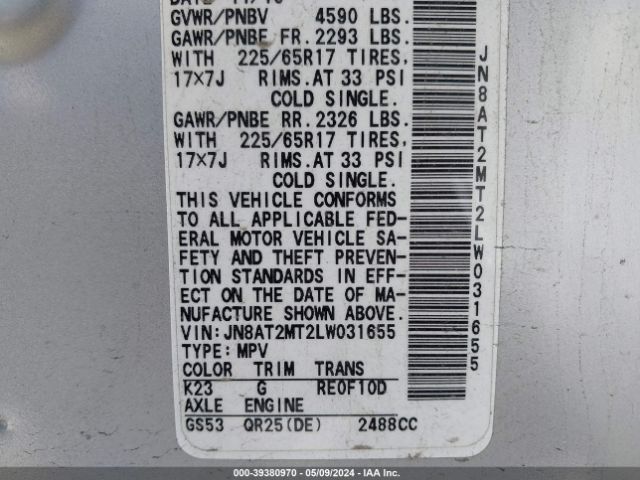 GVWR/PNBV 4590 LBS.
GAWR/PNBE FR. 2293 LBS.
WITH 225/65R17 TIRES,
17×7J RIMS. AT 33 PSI
COLD SINGLE.
GAWR/PNBE RR. 2326 LBS.
WITH 225/65R17 TIRES,
17×7J RIMS. AT 33 PSI
COLD SINGLE.
THIS VEHICLE CONFORMS
TO ALL APPLICABLE FED-
ERAL MOTOR VEHICLE SA-
FETY AND THEFT PREVEN-
TION STANDARDS IN EFF-
ECT ON THE DATE OF MA-
NUFACTURE SHOWN ABOVE.
VIN:JN8AT2MT2LW031655
TYPE:MPV
COLOR TRIM TRANS
K23 G RE0F10D
AXLE ENGINE
GS53 QR25(DE) 2488CC
JN8AT2MT2LW031655
000-39380970 - 05/09/2024 - IAA Inc.